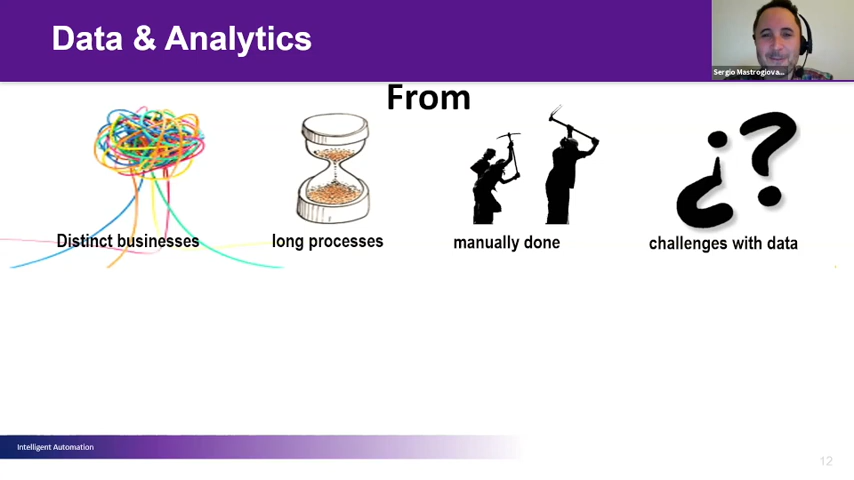 Data & Analytics
Sergio Mastrogiova...
From
¿?
Distinct businesses
long processes
manually done
challenges with data
Intelligent Automation
12